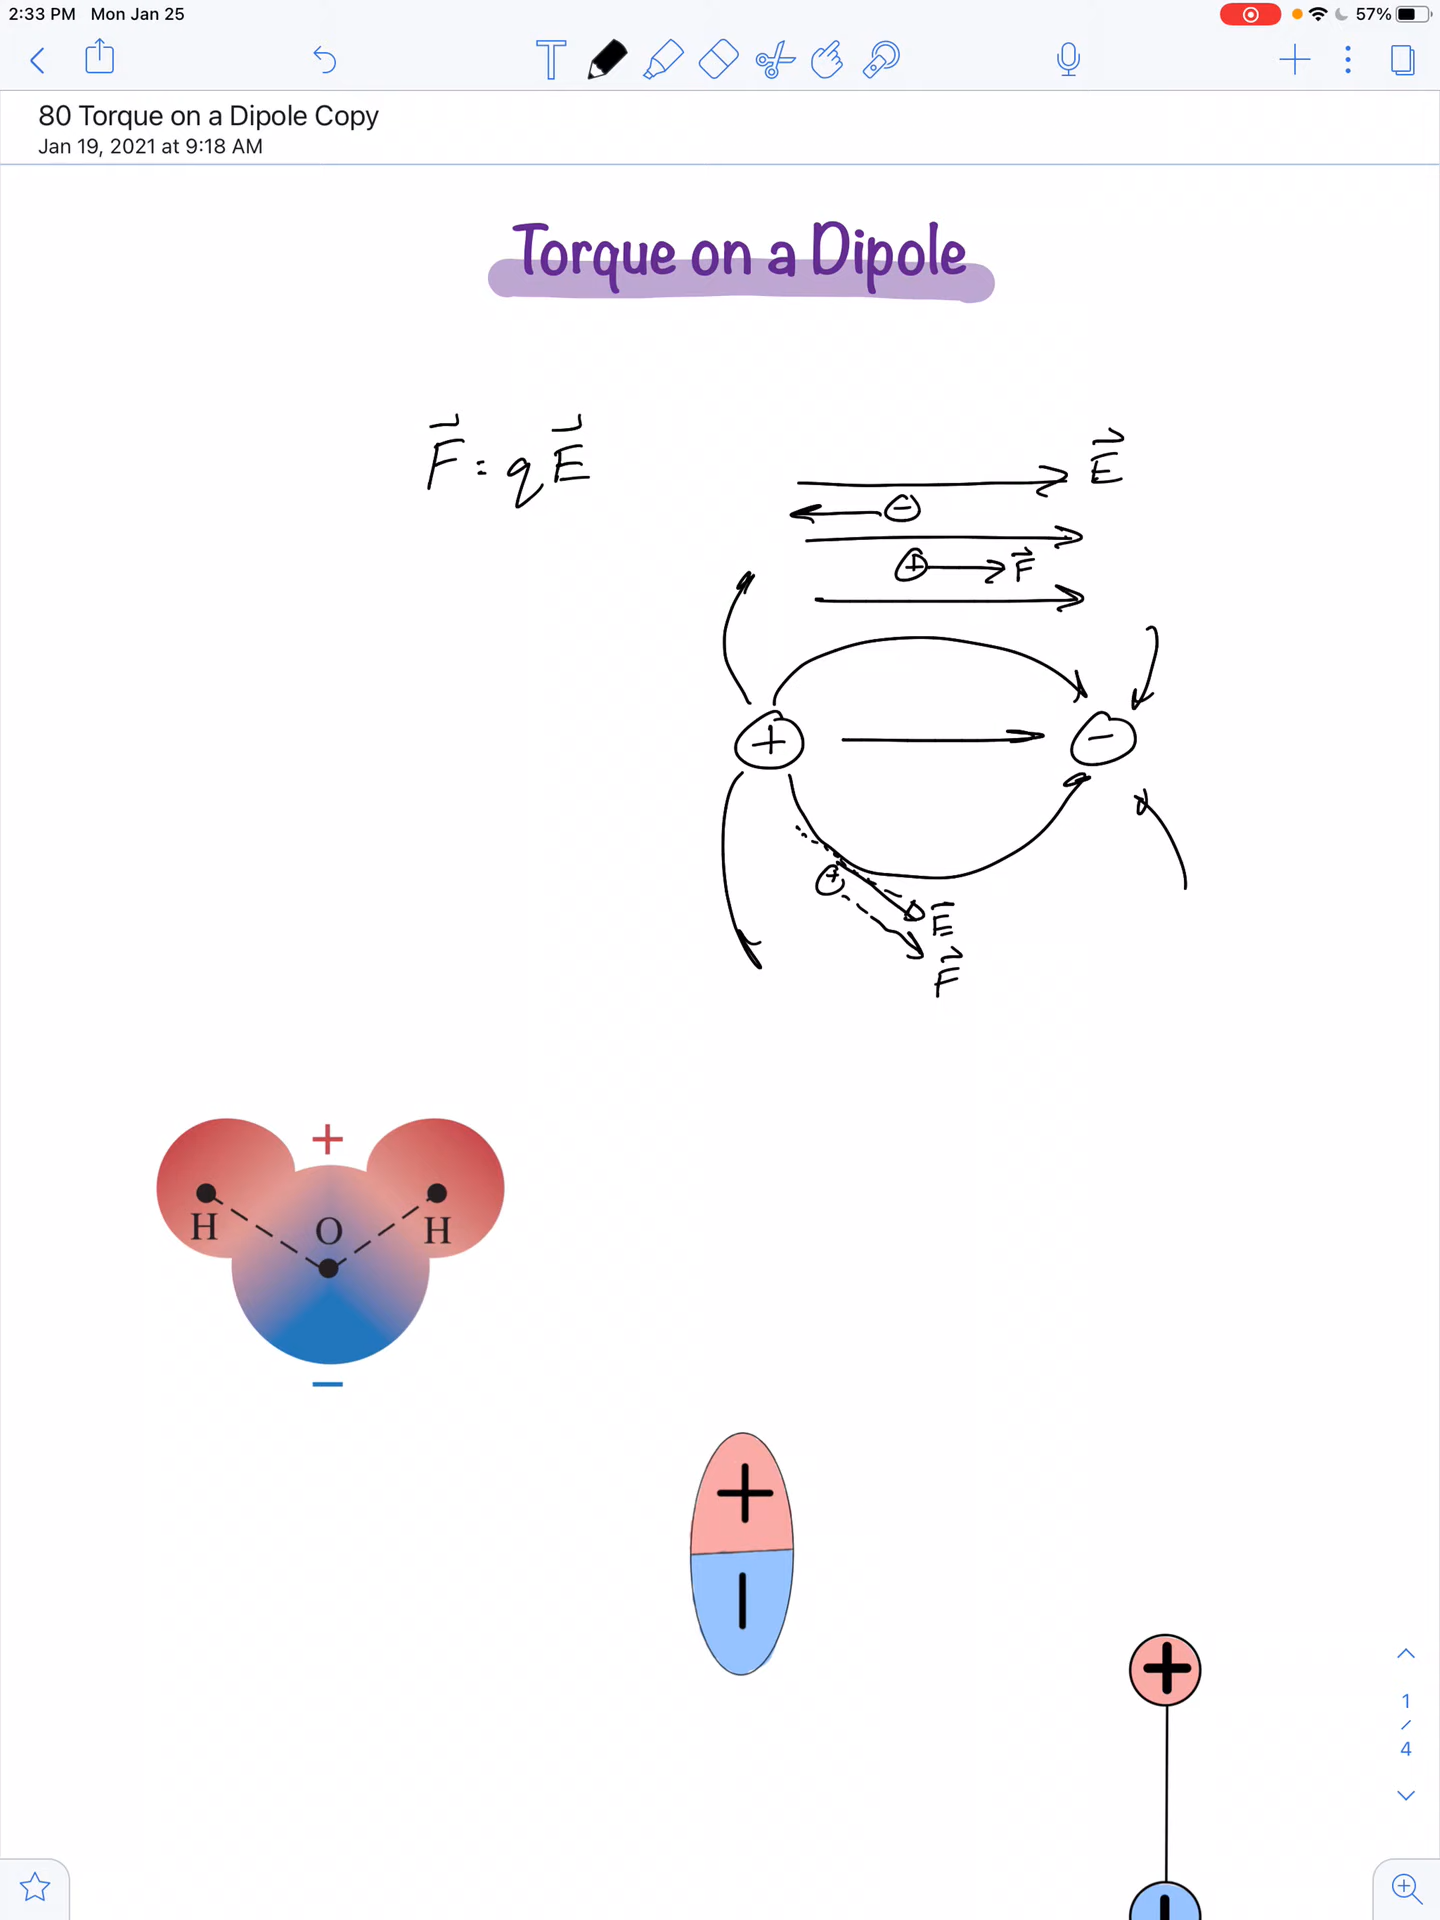 2:33 PM Mon Jan 25
57%
T
80 Torque on a Dipole Copy
Jan 19, 2021 at 9:18 AM
Torque on a Dipole
F⃗ = qE⃗
E⃗
−
+ F⃗
+ −
+
E⃗
F⃗
+
H O H
−
+
−
+
1
/
4